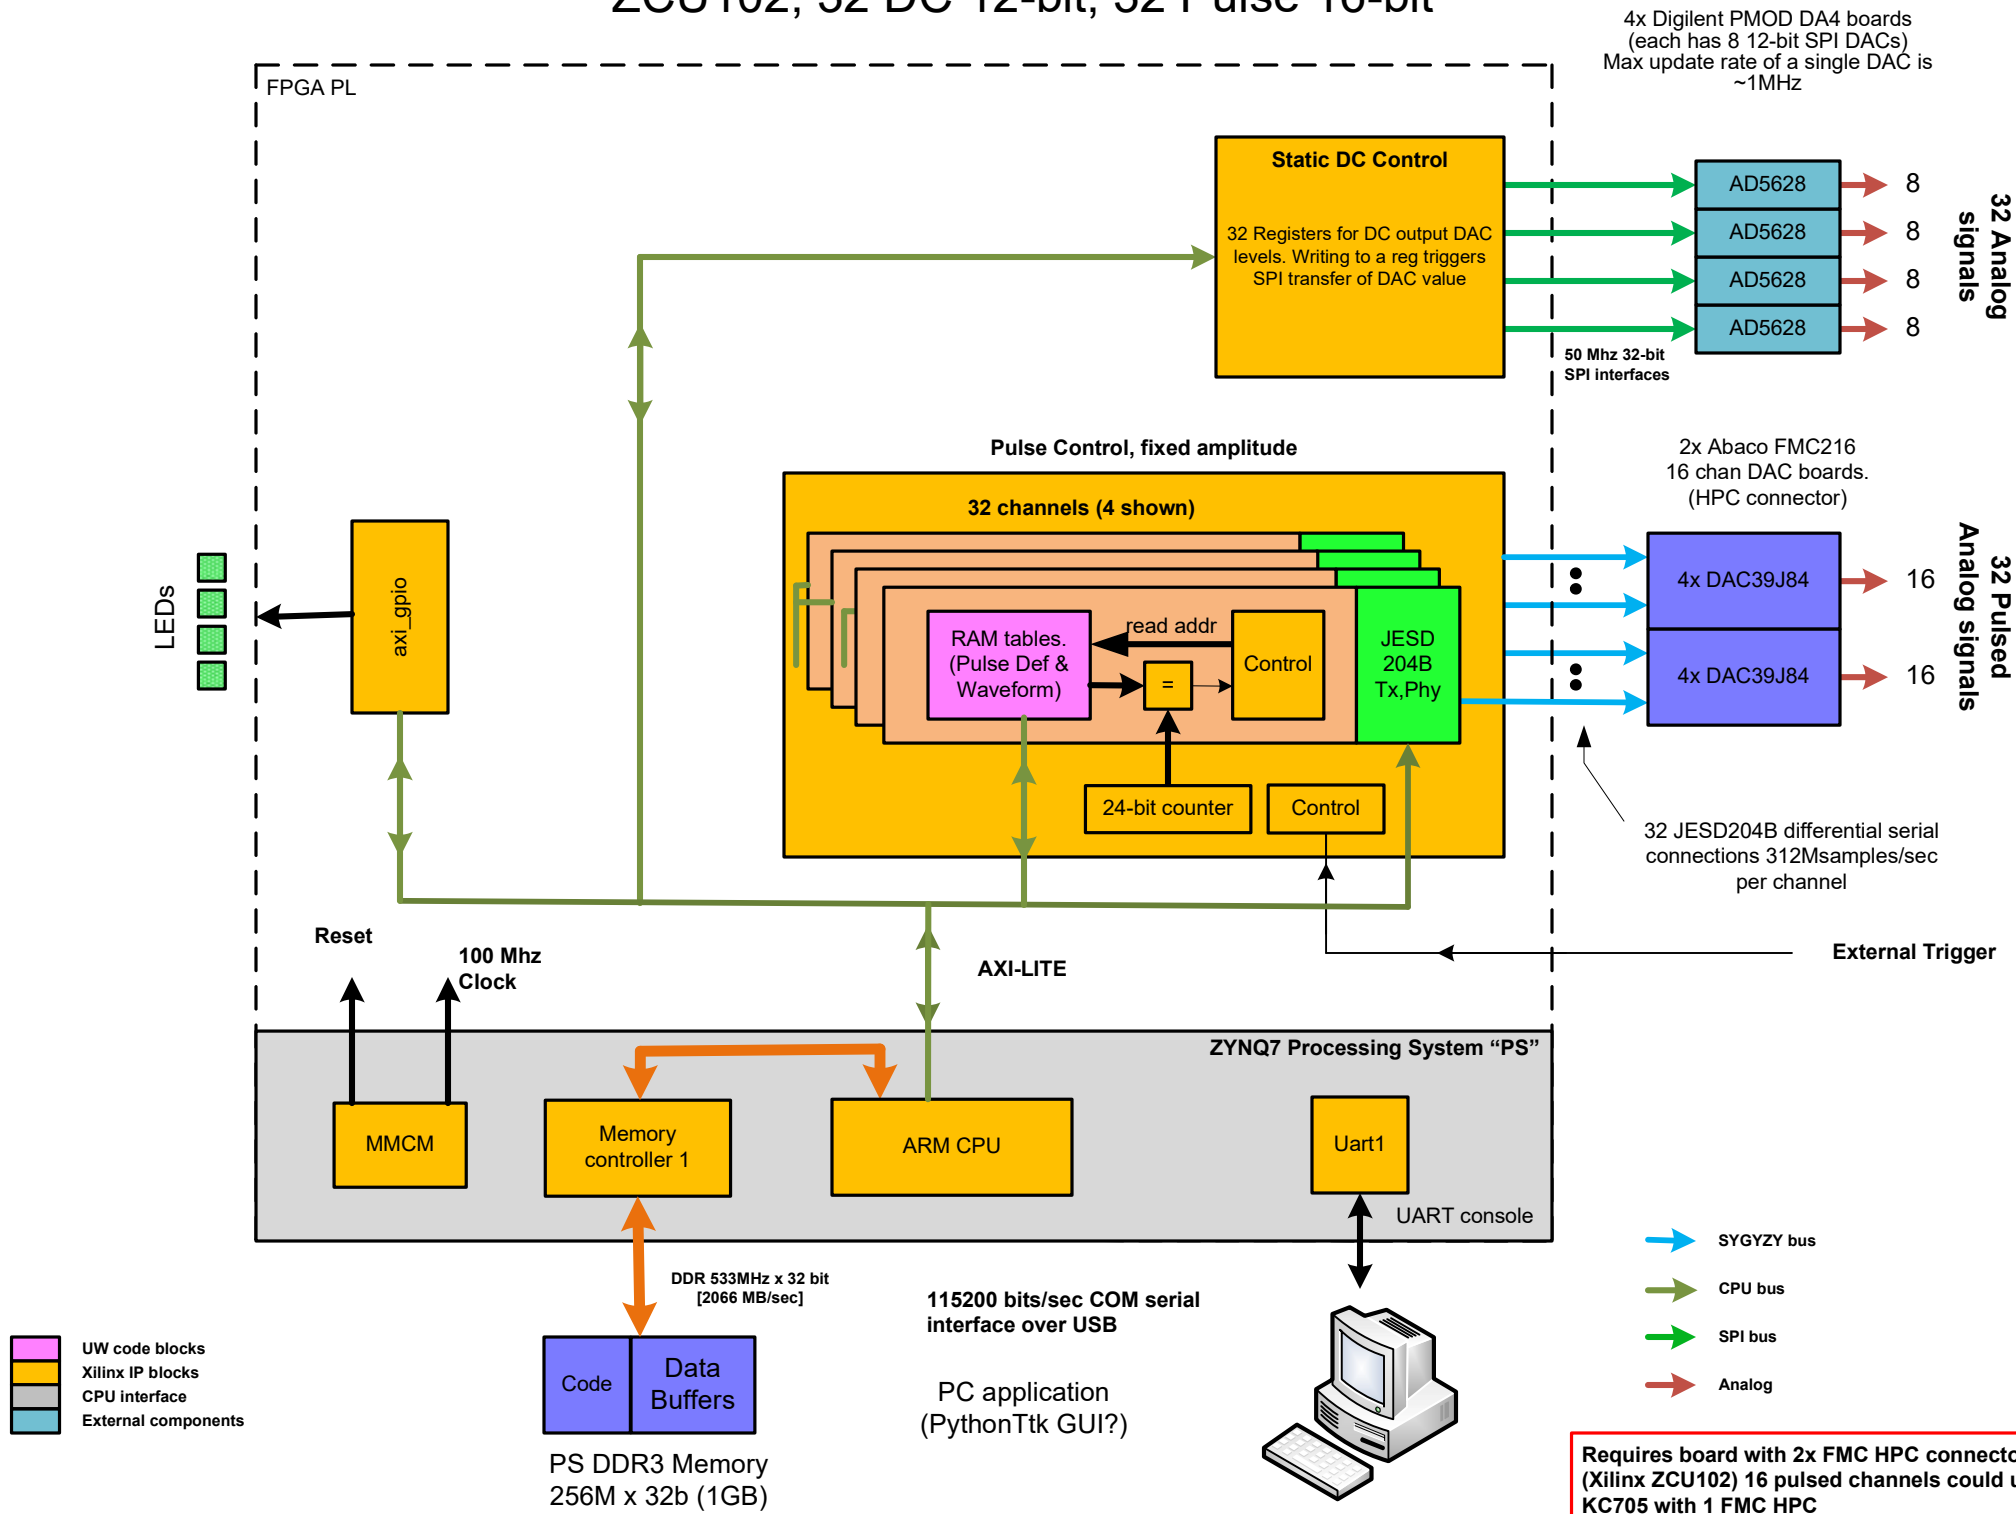 ZCU102, 32 DC 12-bit, 32 Pulse 16-bit
4x Digilent PMOD DA4 boards
(each has 8 12-bit SPI DACs)
Max update rate of a single DAC is
~1MHz
FPGA PL
Static DC Control
32 Registers for DC output DAC
levels. Writing to a reg triggers
SPI transfer of DAC value
AD5628
8
AD5628
8
AD5628
8
AD5628
8
32 Analog
signals
50 Mhz 32-bit
SPI interfaces
Pulse Control, fixed amplitude
32 channels (4 shown)
2x Abaco FMC216
16 chan DAC boards.
(HPC connector)
LEDs
axi_gpio
RAM tables.
(Pulse Def &
Waveform)
read addr
=
Control
JESD
204B
Tx,Phy
4x DAC39J84
16
4x DAC39J84
16
32 Pulsed
Analog signals
24-bit counter
Control
32 JESD204B differential serial
connections 312Msamples/sec
per channel
Reset
100 Mhz
Clock
AXI-LITE
External Trigger
ZYNQ7 Processing System “PS”
MMCM
Memory
controller 1
ARM CPU
Uart1
UART console
DDR 533MHz x 32 bit
[2066 MB/sec]
115200 bits/sec COM serial
interface over USB
Code
Data
Buffers
PC application
(PythonTtk GUI?)
PS DDR3 Memory
256M x 32b (1GB)
UW code blocks
Xilinx IP blocks
CPU interface
External components
SYGYZY bus
CPU bus
SPI bus
Analog
Requires board with 2x FMC HPC
(Xilinx ZCU102) 16 pulsed channels could
KC705 with 1 FMC HPC